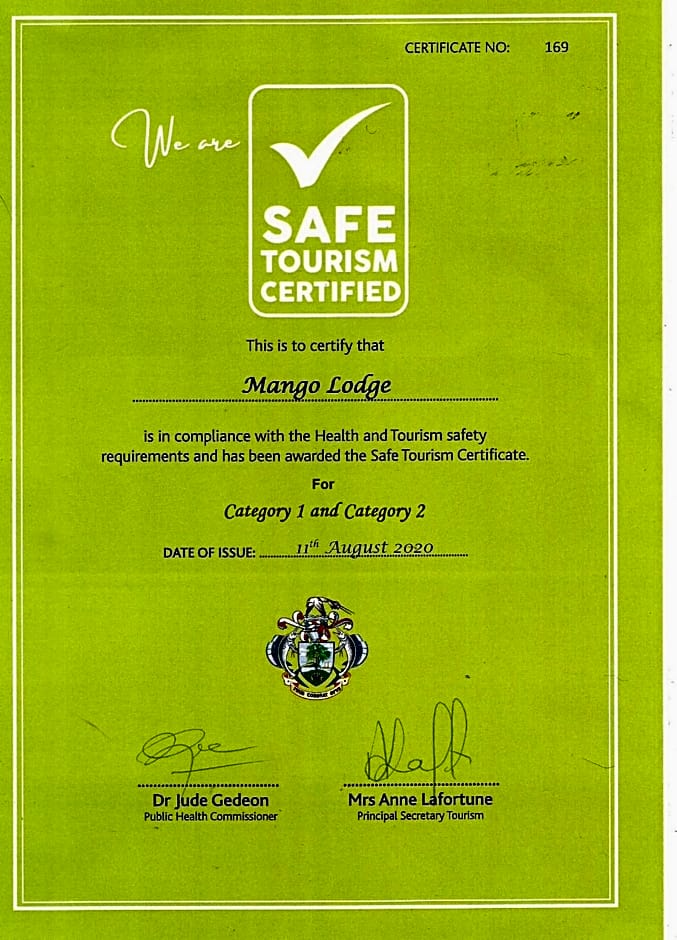 CERTIFICATE NO: 169
We are
SAFE
TOURISM
CERTIFIED
This is to certify that
Mango Lodge
is in compliance with the Health and Tourism safety
requirements and has been awarded the Safe Tourism Certificate.
For
Category 1 and Category 2
DATE OF ISSUE: 11th August 2020
Dr Jude Gedeon
Public Health Commissioner
Mrs Anne Lafortune
Principal Secretary Tourism